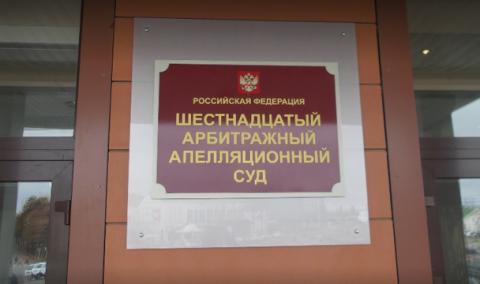 РОССИЙСКАЯ ФЕДЕРАЦИЯ
ШЕСТНАДЦАТЫЙ
АРБИТРАЖНЫЙ
АПЕЛЛЯЦИОННЫЙ
СУД